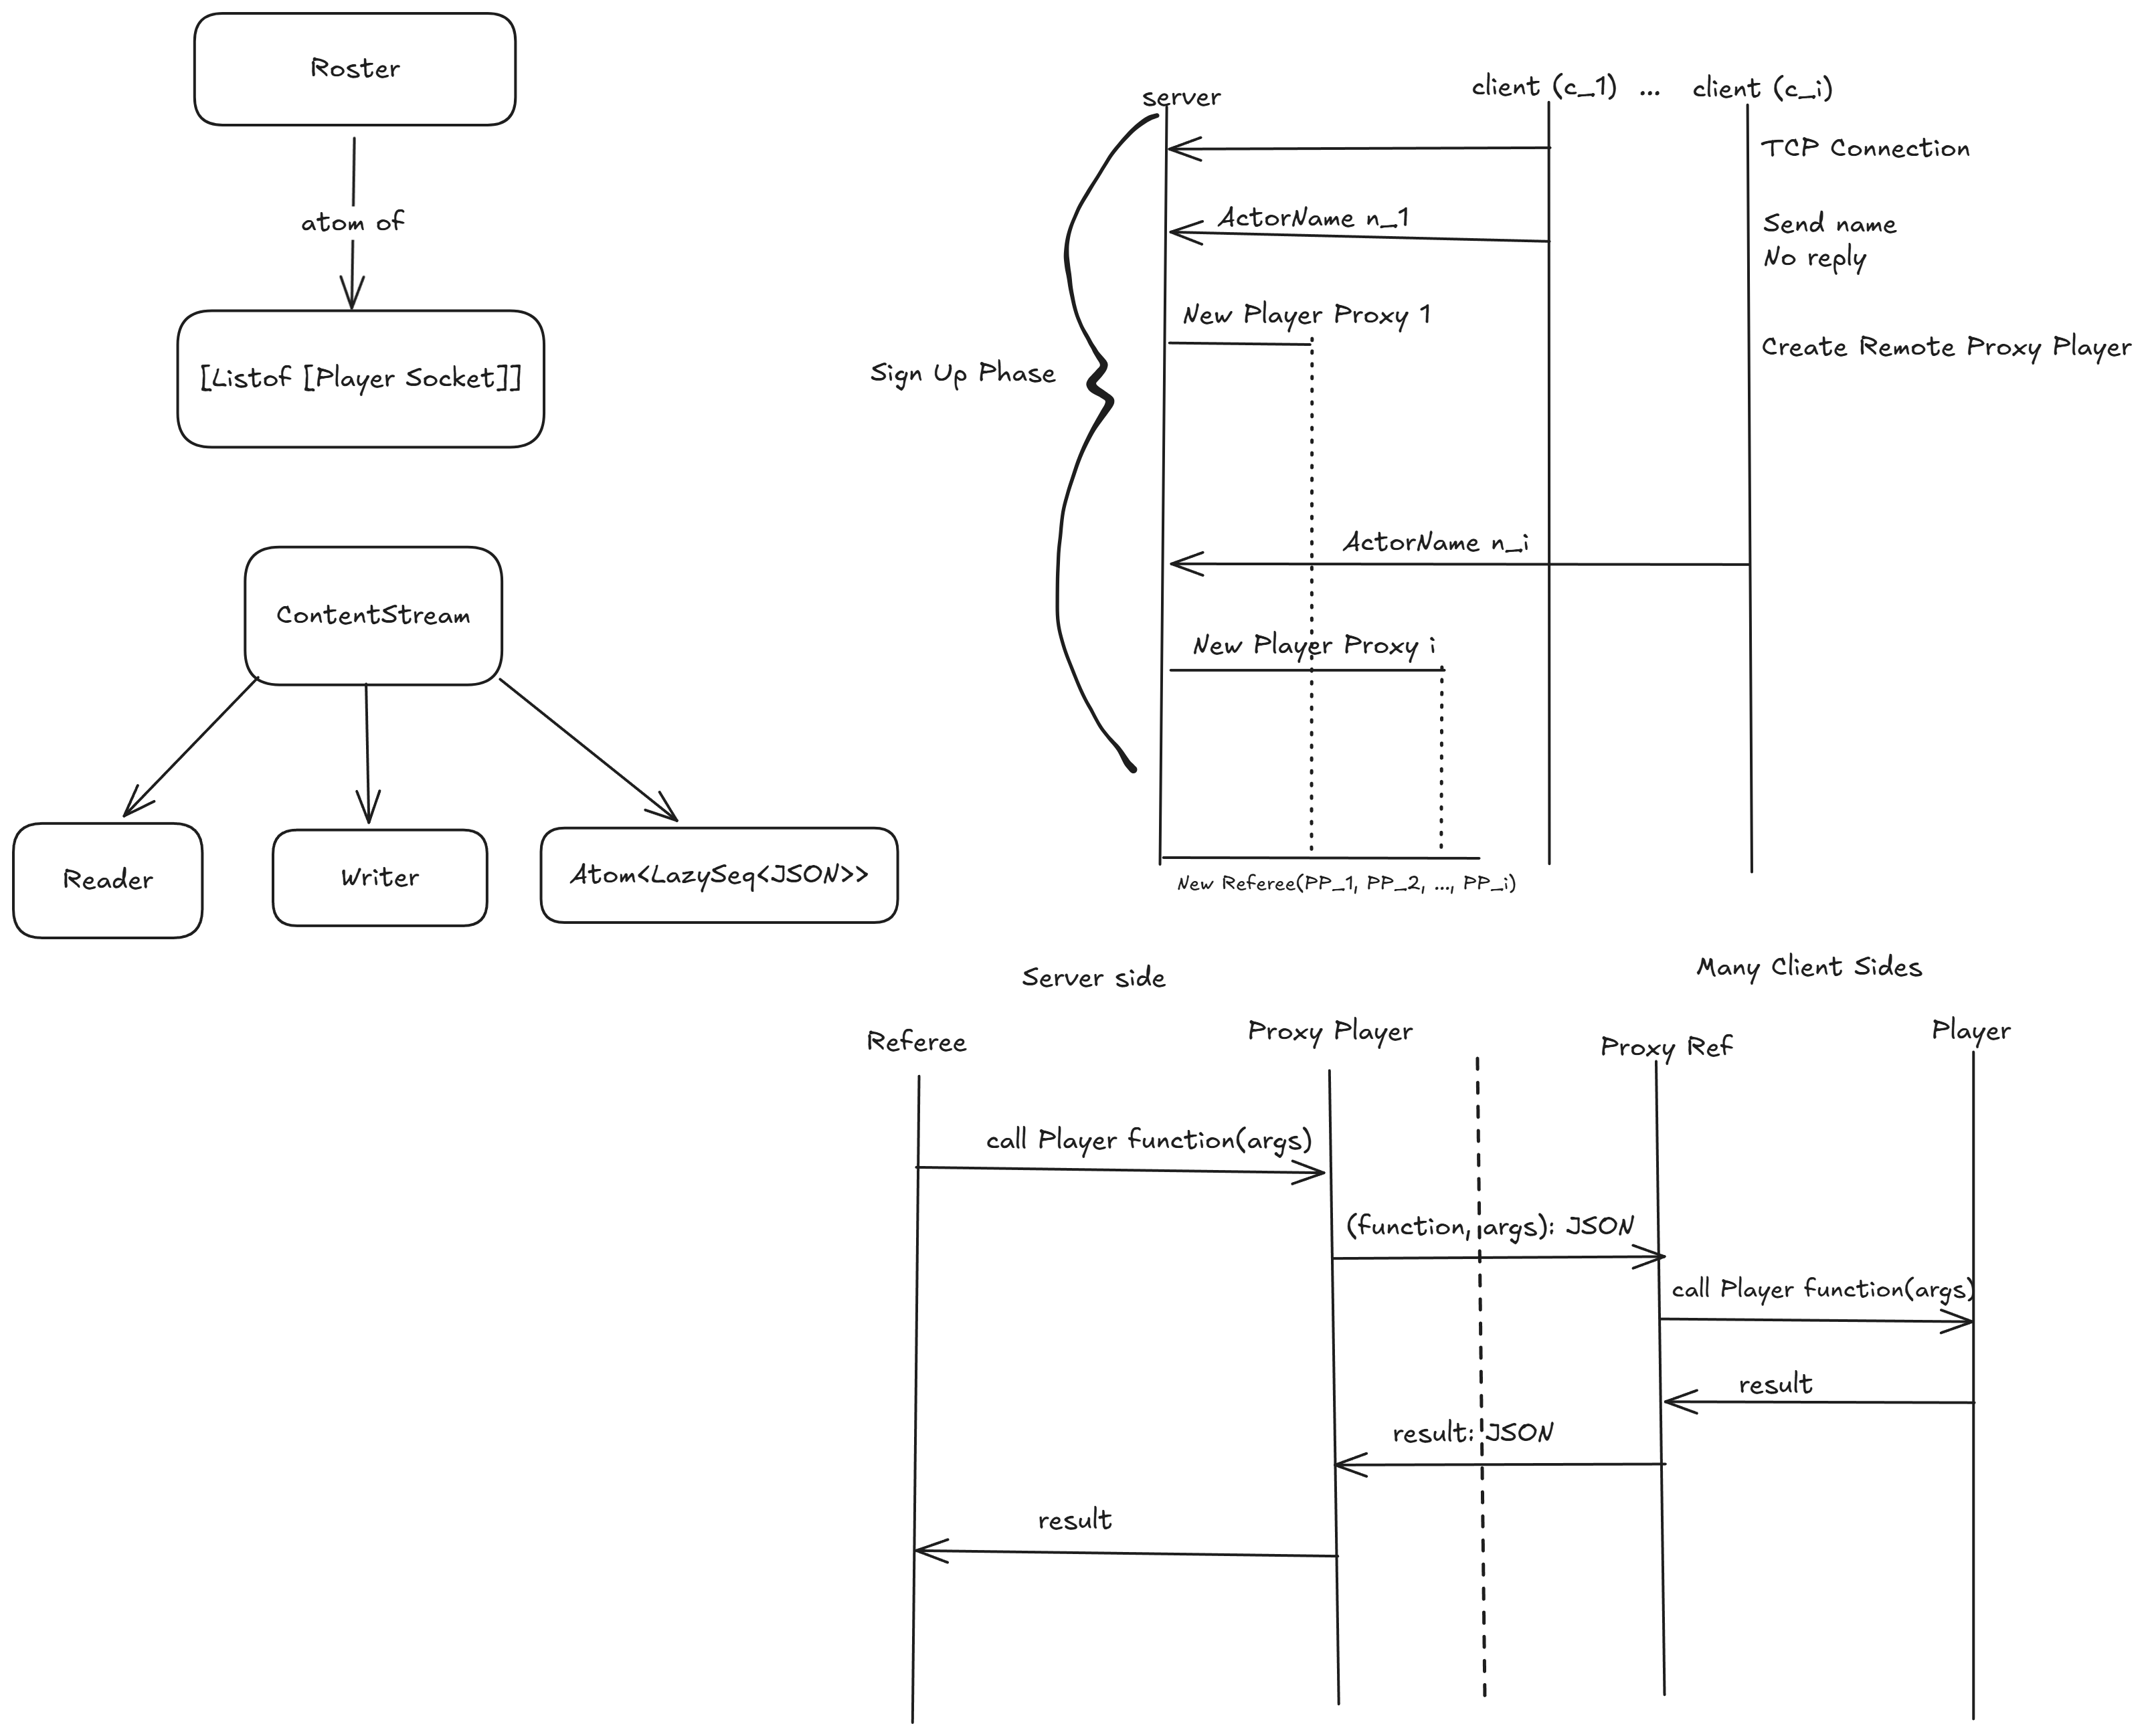 Roster
atom of
[Listof [Player Socket]]
ContentStream
Reader
Writer
Atom<LazySeq<JSON>>
server
client (c_1)
...
client (c_i)
TCP Connection
ActorName n_1
Send name
No reply
New Player Proxy 1
Create Remote Proxy Player
Sign Up Phase
ActorName n_i
New Player Proxy i
New Referee(PP_1, PP_2, ..., PP_i)
Server side
Many Client Sides
Referee
Proxy Player
Proxy Ref
Player
call Player function(args)
(function, args): JSON
call Player function(args)
result
result: JSON
result